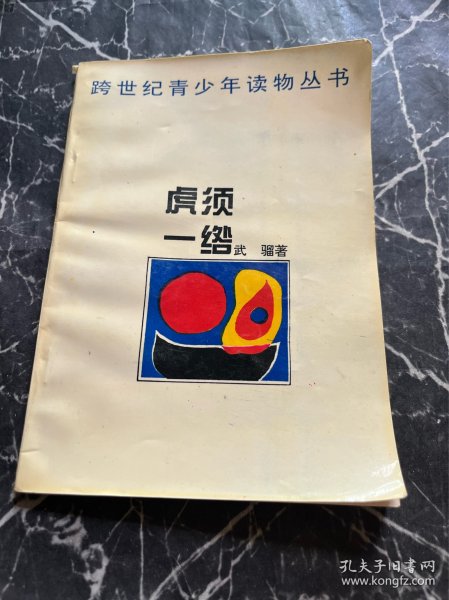 跨世纪青少年读物丛书
虎须
一绺
武 骝著
孔夫子旧书网
www.kongfz.com